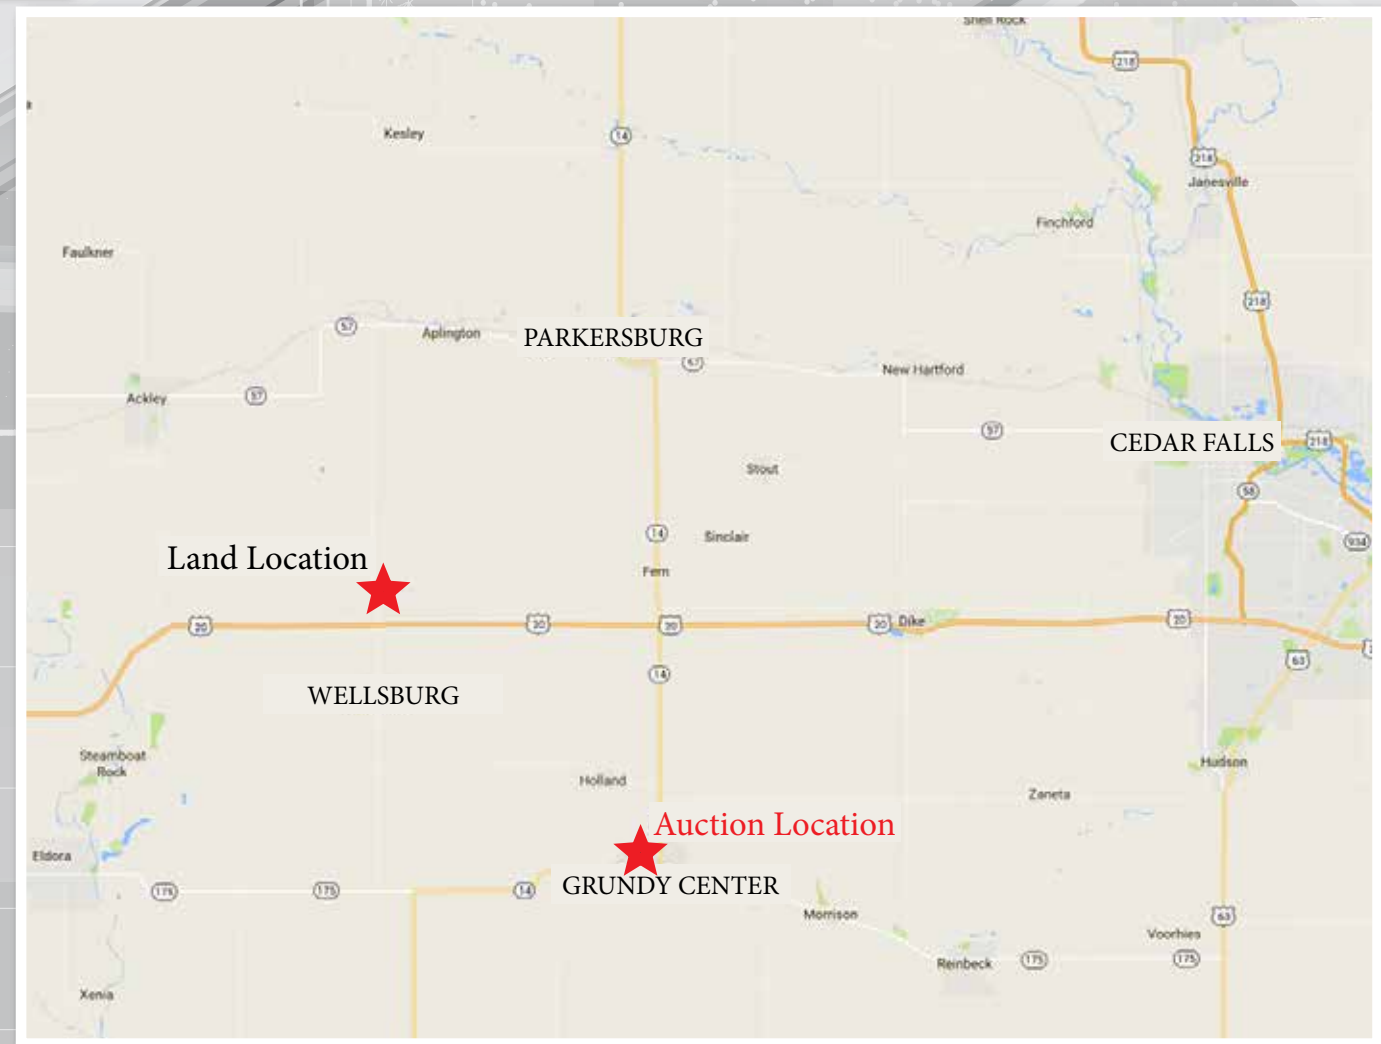 Shell Rock
218
Kesley
14
218
Janesville
Finchford
Faulkner
218
57
Aplington
PARKERSBURG
57
New Hartford
Ackley
57
57
CEDAR FALLS
218
Stout
58
14
Sinclair
934
Land Location
Fern
20
20
20
20
Dike
20
63
14
WELLSBURG
Steamboat
Rock
Holland
Hudson
Zaneta
Auction Location
Eldora
175
175
14
GRUNDY CENTER
Morrison
63
Voorhies
Reinbeck
175
175
Xenia